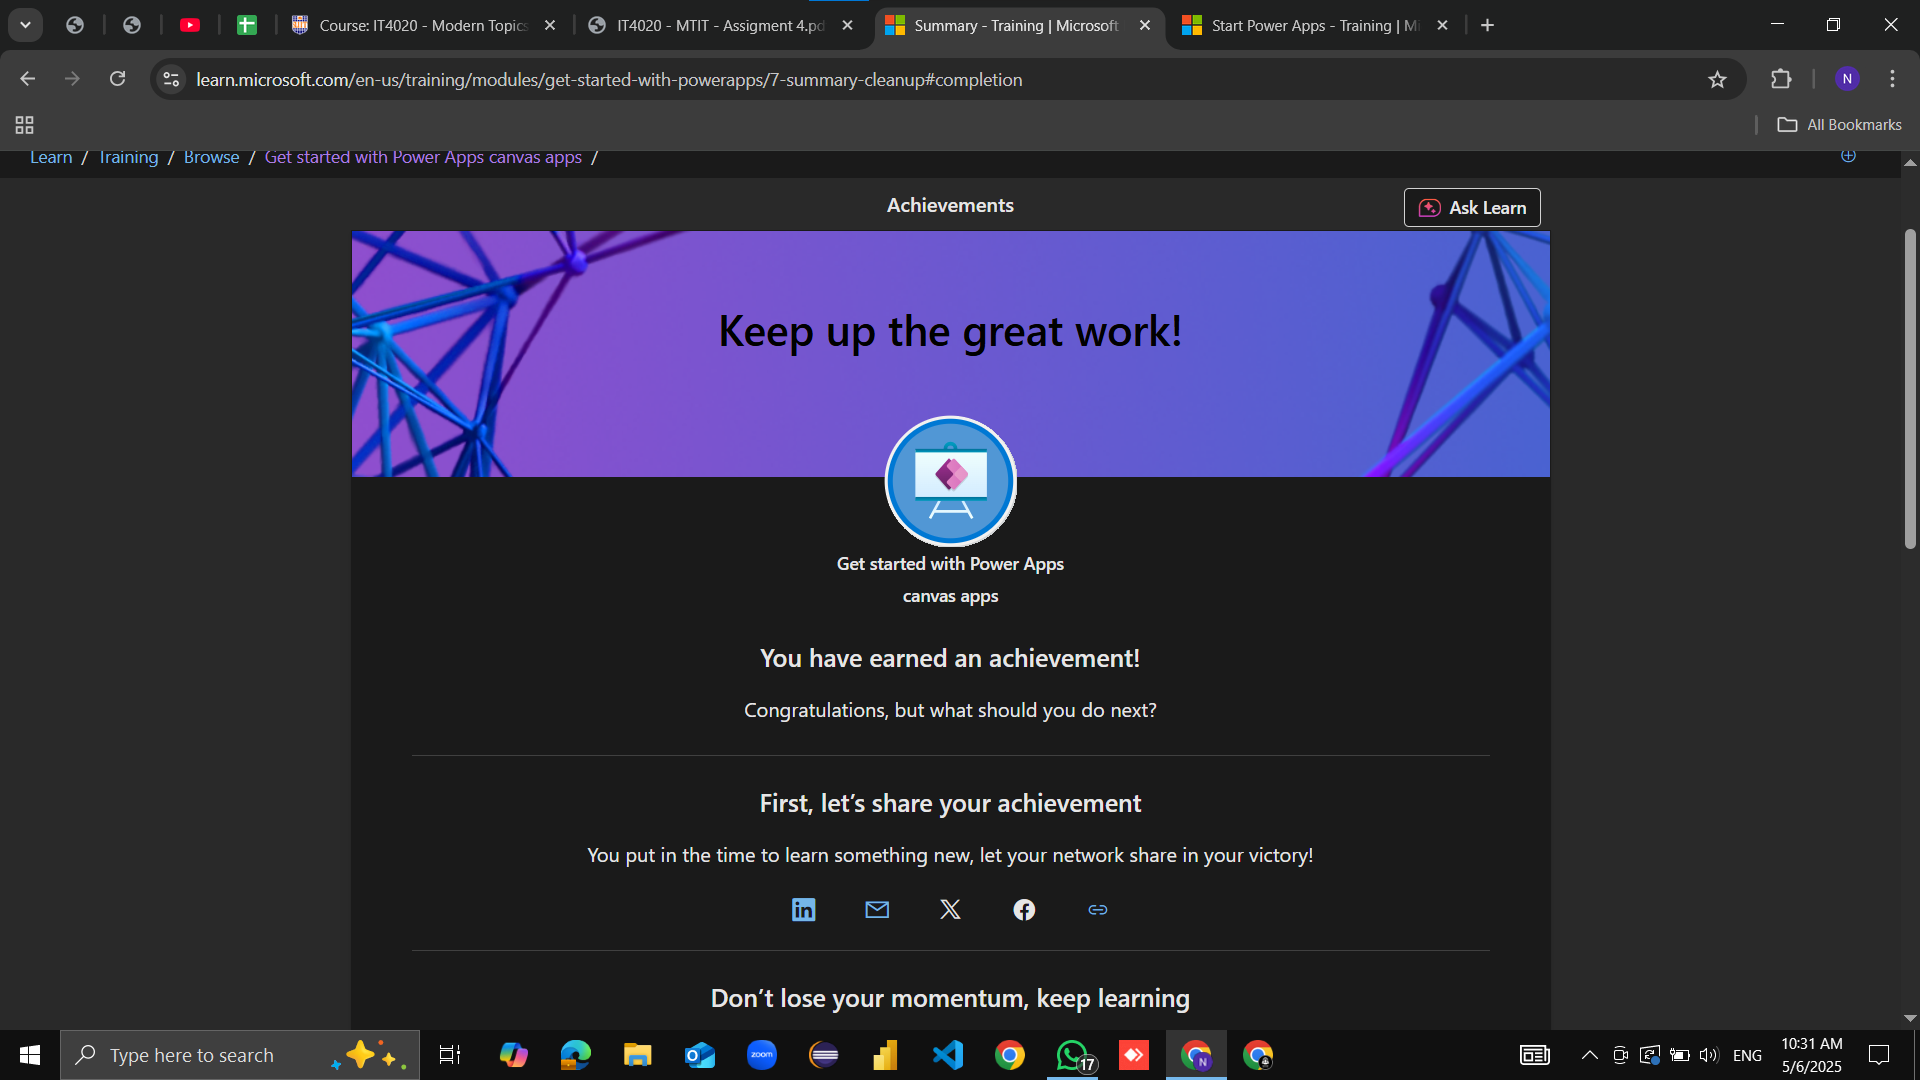 Course: IT4020 - Modern Topics
IT4020 - MTIT - Assigment 4.pd
Summary - Training | Microsoft
Start Power Apps - Training | Mi
learn.microsoft.com/en-us/training/modules/get-started-with-powerapps/7-summary-cleanup#completion
N
All Bookmarks
Learn / Training / Browse / Get started with Power Apps canvas apps /
Achievements
Ask Learn
Keep up the great work!
Get started with Power Apps
canvas apps
You have earned an achievement!
Congratulations, but what should you do next?
First, let’s share your achievement
You put in the time to learn something new, let your network share in your victory!
Don’t lose your momentum, keep learning
Type here to search
zoom
17
N
ENG
10:31 AM
5/6/2025